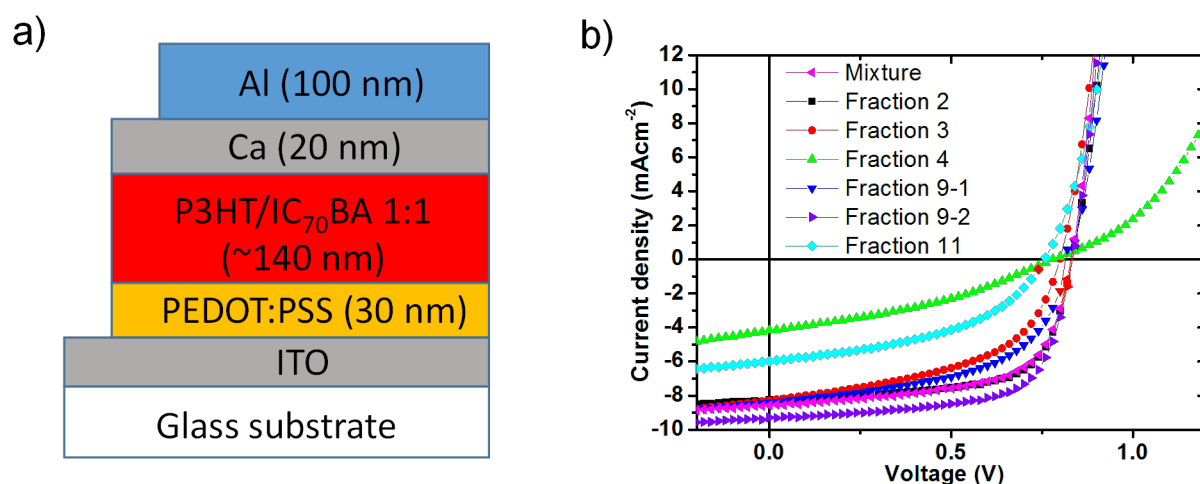 a)
Al (100 nm)
Ca (20 nm)
P3HT/IC₇₀BA 1:1
(~140 nm)
PEDOT:PSS (30 nm)
ITO
Glass substrate
b)
Current density (mAcm⁻²)
12
10
8
6
4
2
0
-2
-4
-6
-8
-10
Mixture
Fraction 2
Fraction 3
Fraction 4
Fraction 9-1
Fraction 9-2
Fraction 11
0.0
0.5
1.0
Voltage (V)